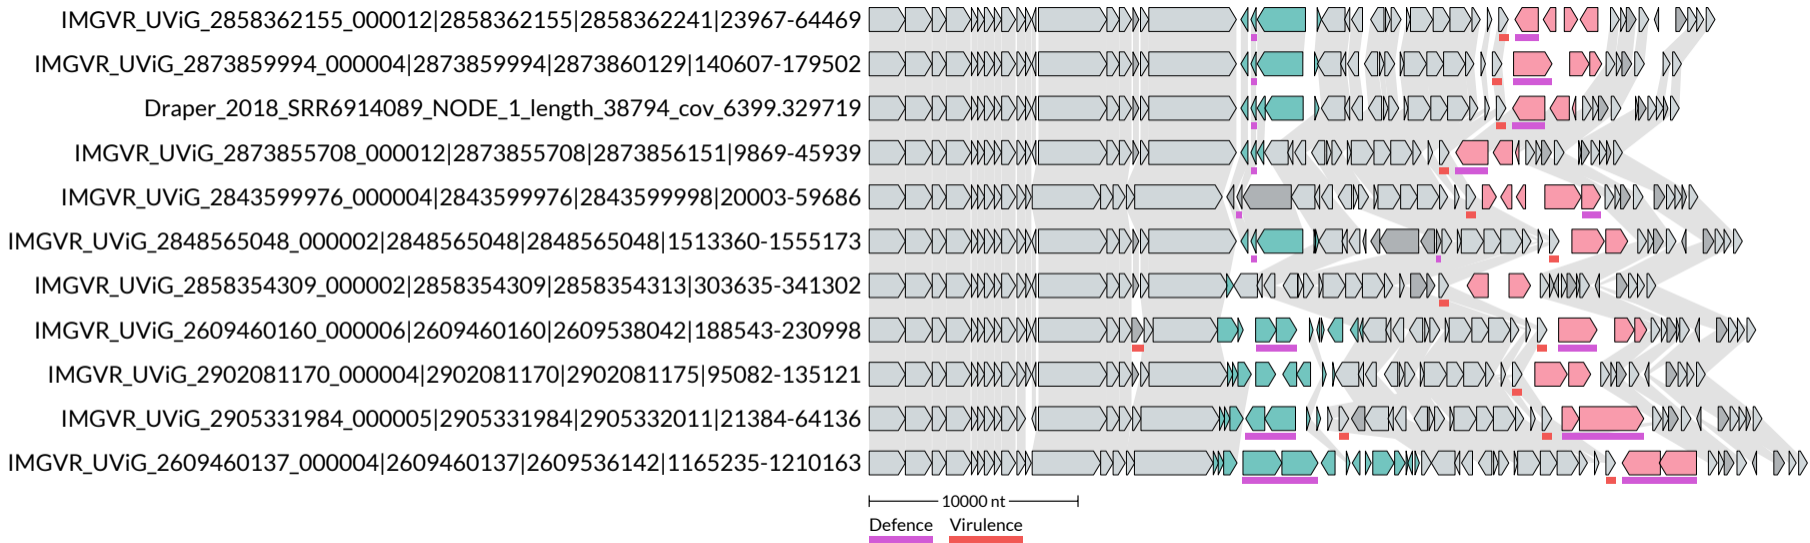 IMGVR_UViG_2858362155_000012|2858362155|2858362241|23967-64469
IMGVR_UViG_2873859994_000004|2873859994|2873860129|140607-179502
Draper_2018_SRR6914089_NODE_1_length_38794_cov_6399.329719
IMGVR_UViG_2873855708_000012|2873855708|2873856151|9869-45939
IMGVR_UViG_2843599976_000004|2843599976|2843599998|20003-59686
IMGVR_UViG_2848565048_000002|2848565048|2848565048|1513360-1555173
IMGVR_UViG_2858354309_000002|2858354309|2858354313|303635-341302
IMGVR_UViG_2609460160_000006|2609460160|2609538042|188543-230998
IMGVR_UViG_2902081170_000004|2902081170|2902081175|95082-135121
IMGVR_UViG_2905331984_000005|2905331984|2905332011|21384-64136
IMGVR_UViG_2609460137_000004|2609460137|2609536142|1165235-1210163
10000 nt
Defence Virulence